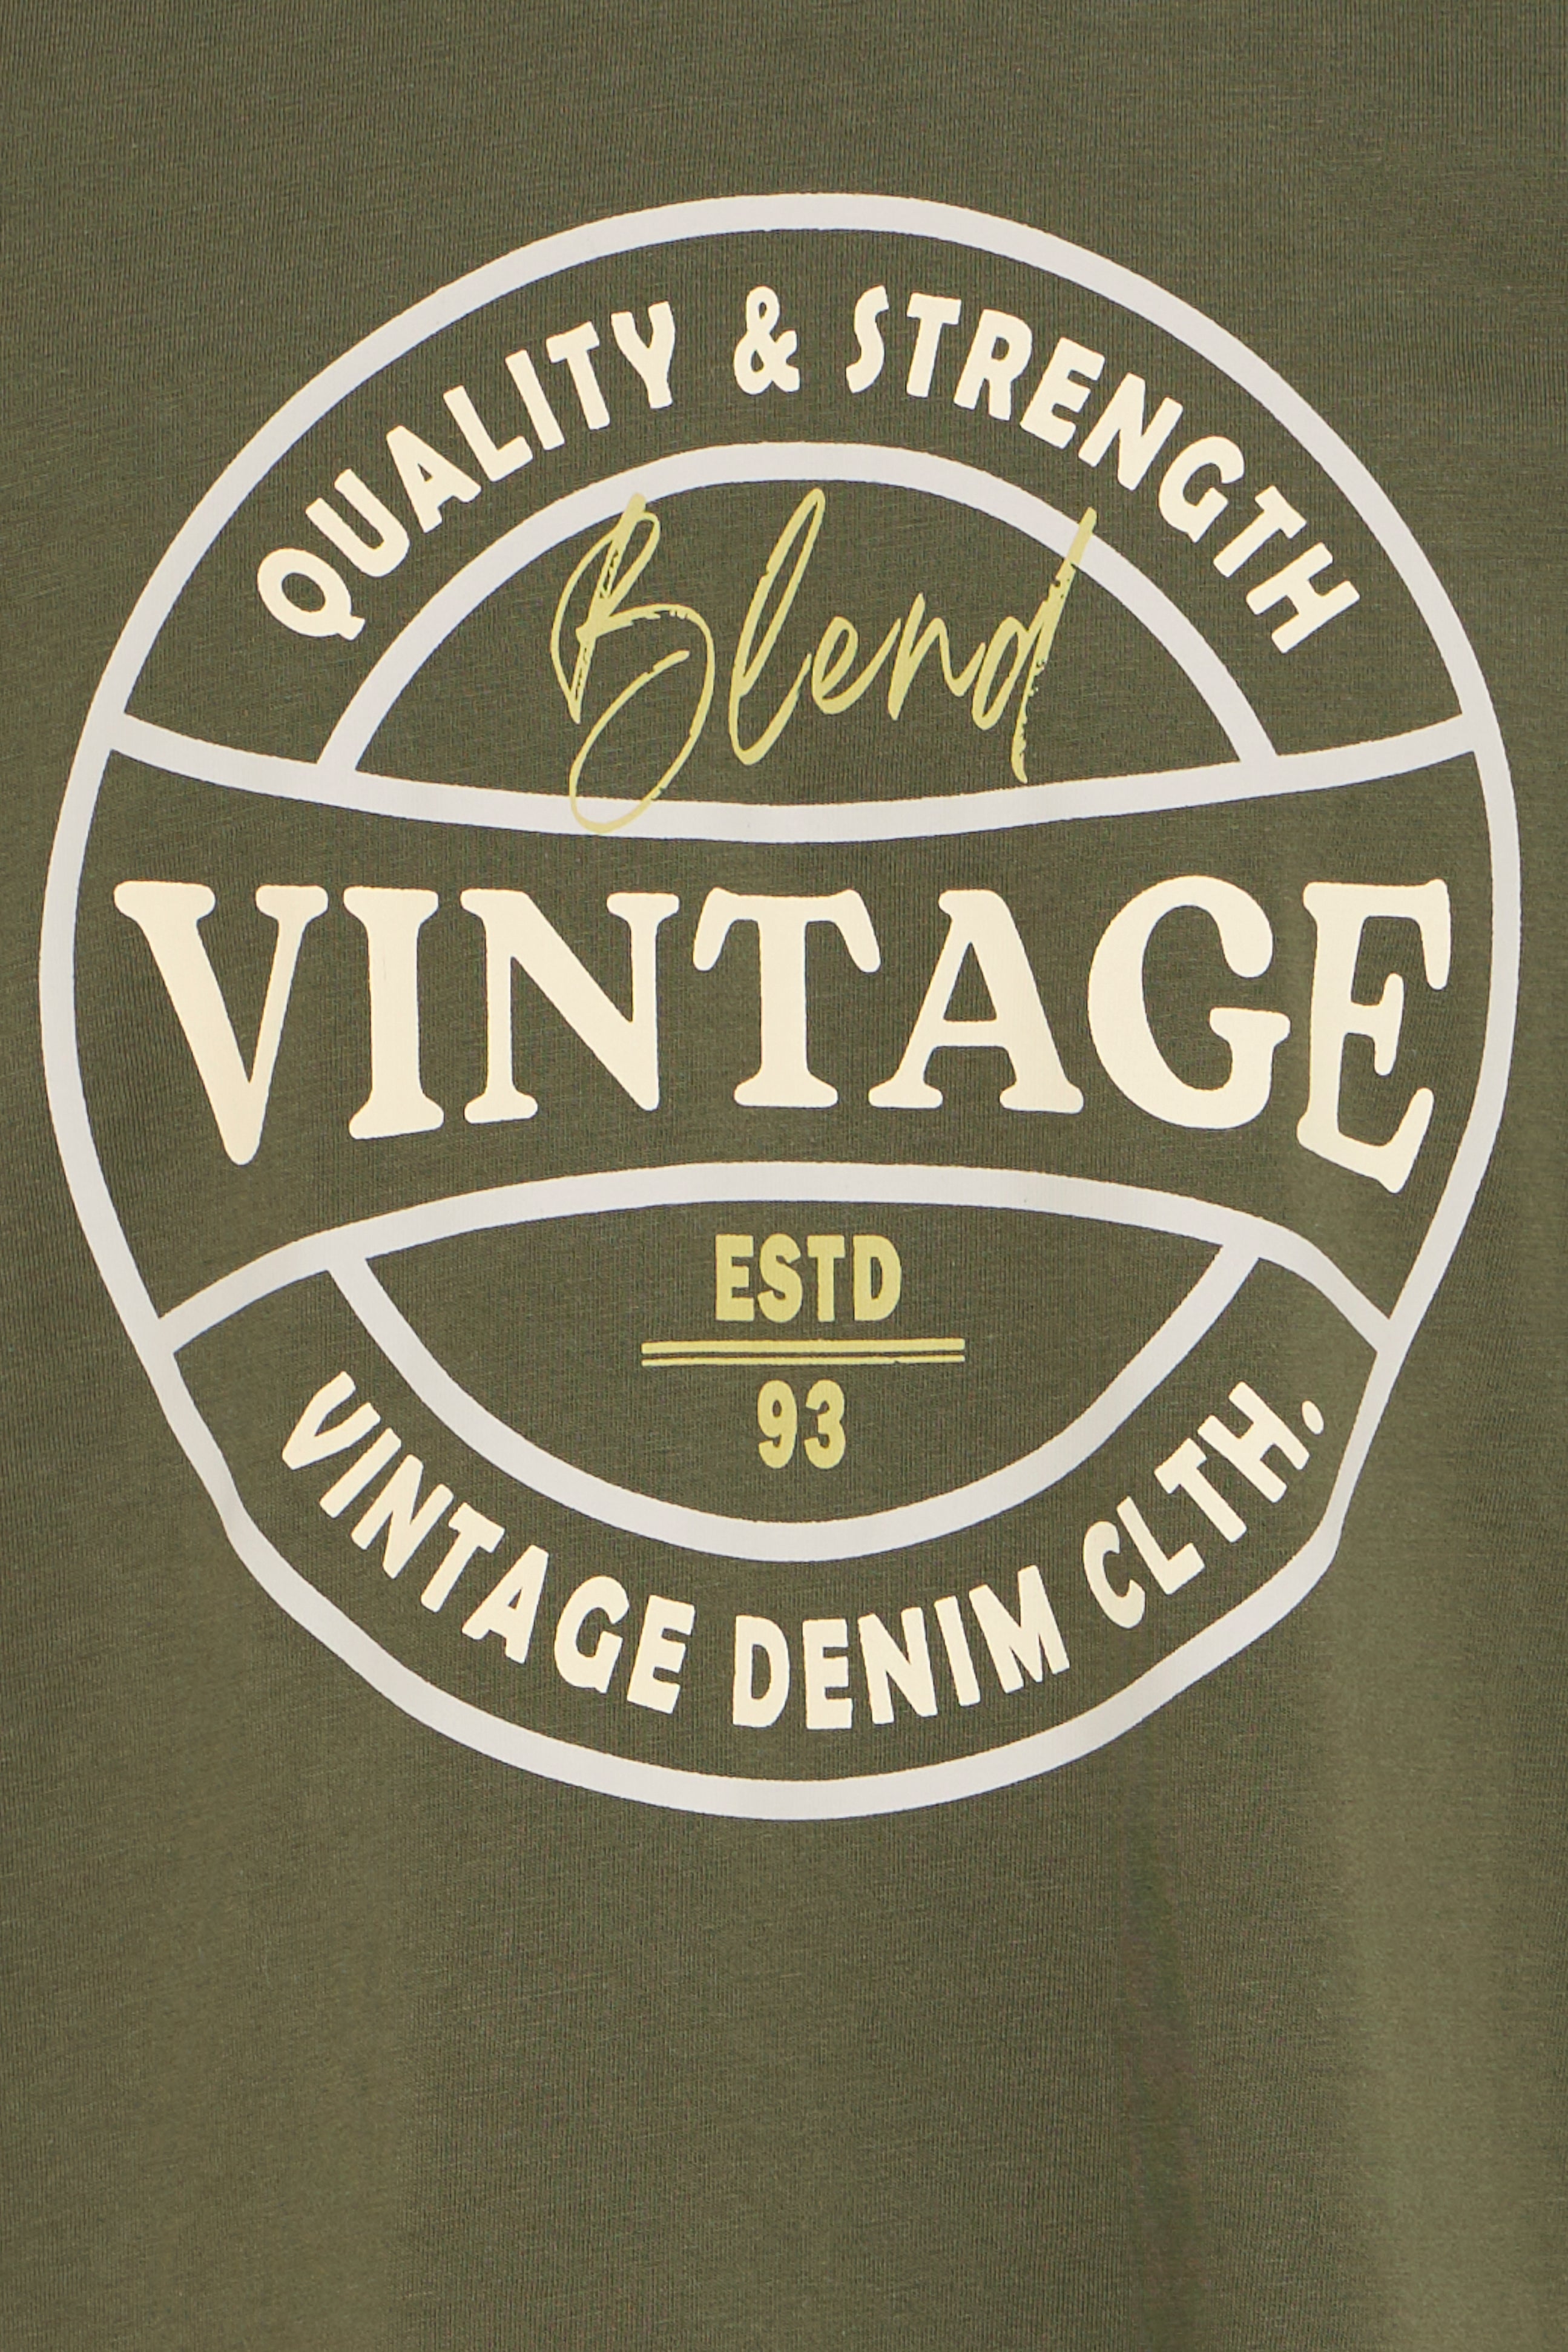 QUALITY & STRENGTH
Blend
VINTAGE
ESTD
93
VINTAGE DENIM CLTH.